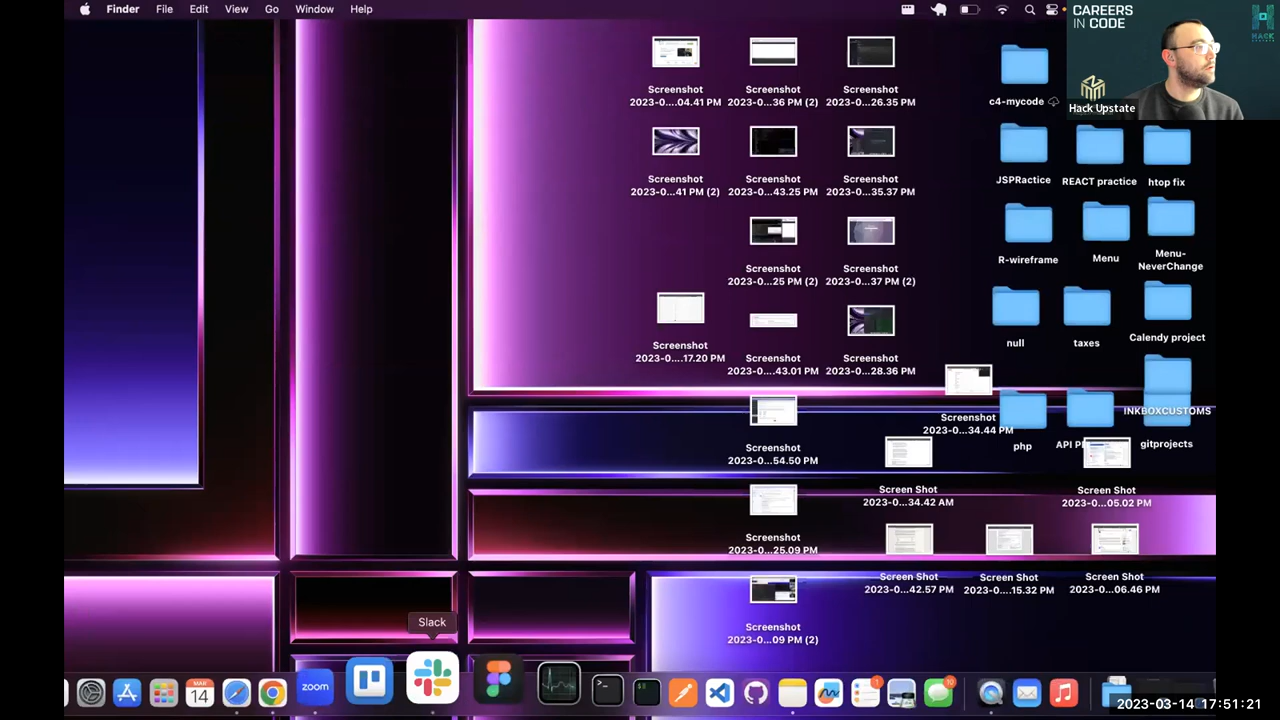 Finder File Edit View Go Window Help
CAREERS
IN CODE
HACK
Hack Upstate
Screenshot
2023-0....04.41 PM
Screenshot
2023-0...36 PM (2)
Screenshot
2023-0...26.35 PM
c4-mycode
Screenshot
2023-0...41 PM (2)
Screenshot
2023-0...43.25 PM
Screenshot
2023-0...35.37 PM
JSPRactice
REACT practice
htop fix
Screenshot
2023-0...25 PM (2)
Screenshot
2023-0...37 PM (2)
R-wireframe
Menu
Menu-
NeverChange
Screenshot
2023-0....17.20 PM
Screenshot
2023-0....43.01 PM
Screenshot
2023-0...28.36 PM
null
taxes
Calendy project
Screenshot
2023-0...34.44 PM
INKBOXCUSTOMS
Screenshot
2023-0...54.50 PM
php
gitprojects
Screen Shot
2023-0...34.42 AM
Screen Shot
2023-0...05.02 PM
Screenshot
2023-0...25.09 PM
Screen Shot
2023-0...42.57 PM
Screen Shot
2023-0....15.32 PM
Screen Shot
2023-0...06.46 PM
Screenshot
2023-0...09 PM (2)
Slack
MAR
14
zoom
2023-03-14 17:51:21